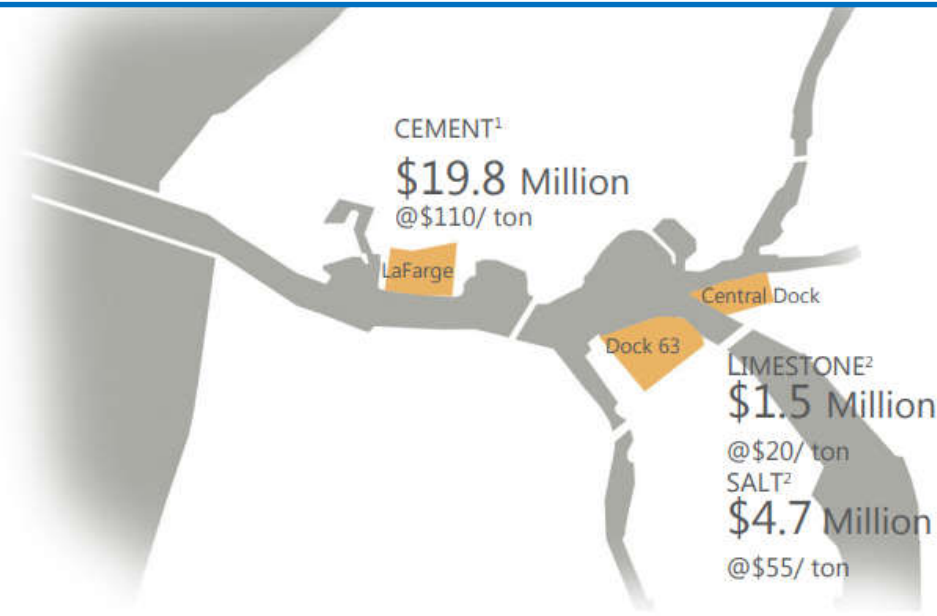 CEMENT¹
$19.8 Million
@$110/ ton
LaFarge
Central Dock
Dock 63
LIMESTONE²
$1.5 Million
@$20/ ton
SALT²
$4.7 Million
@$55/ ton